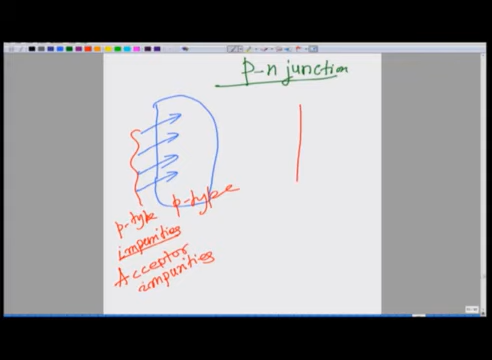 p-n junction
p-type
p-type
impurities
Acceptor
impurities